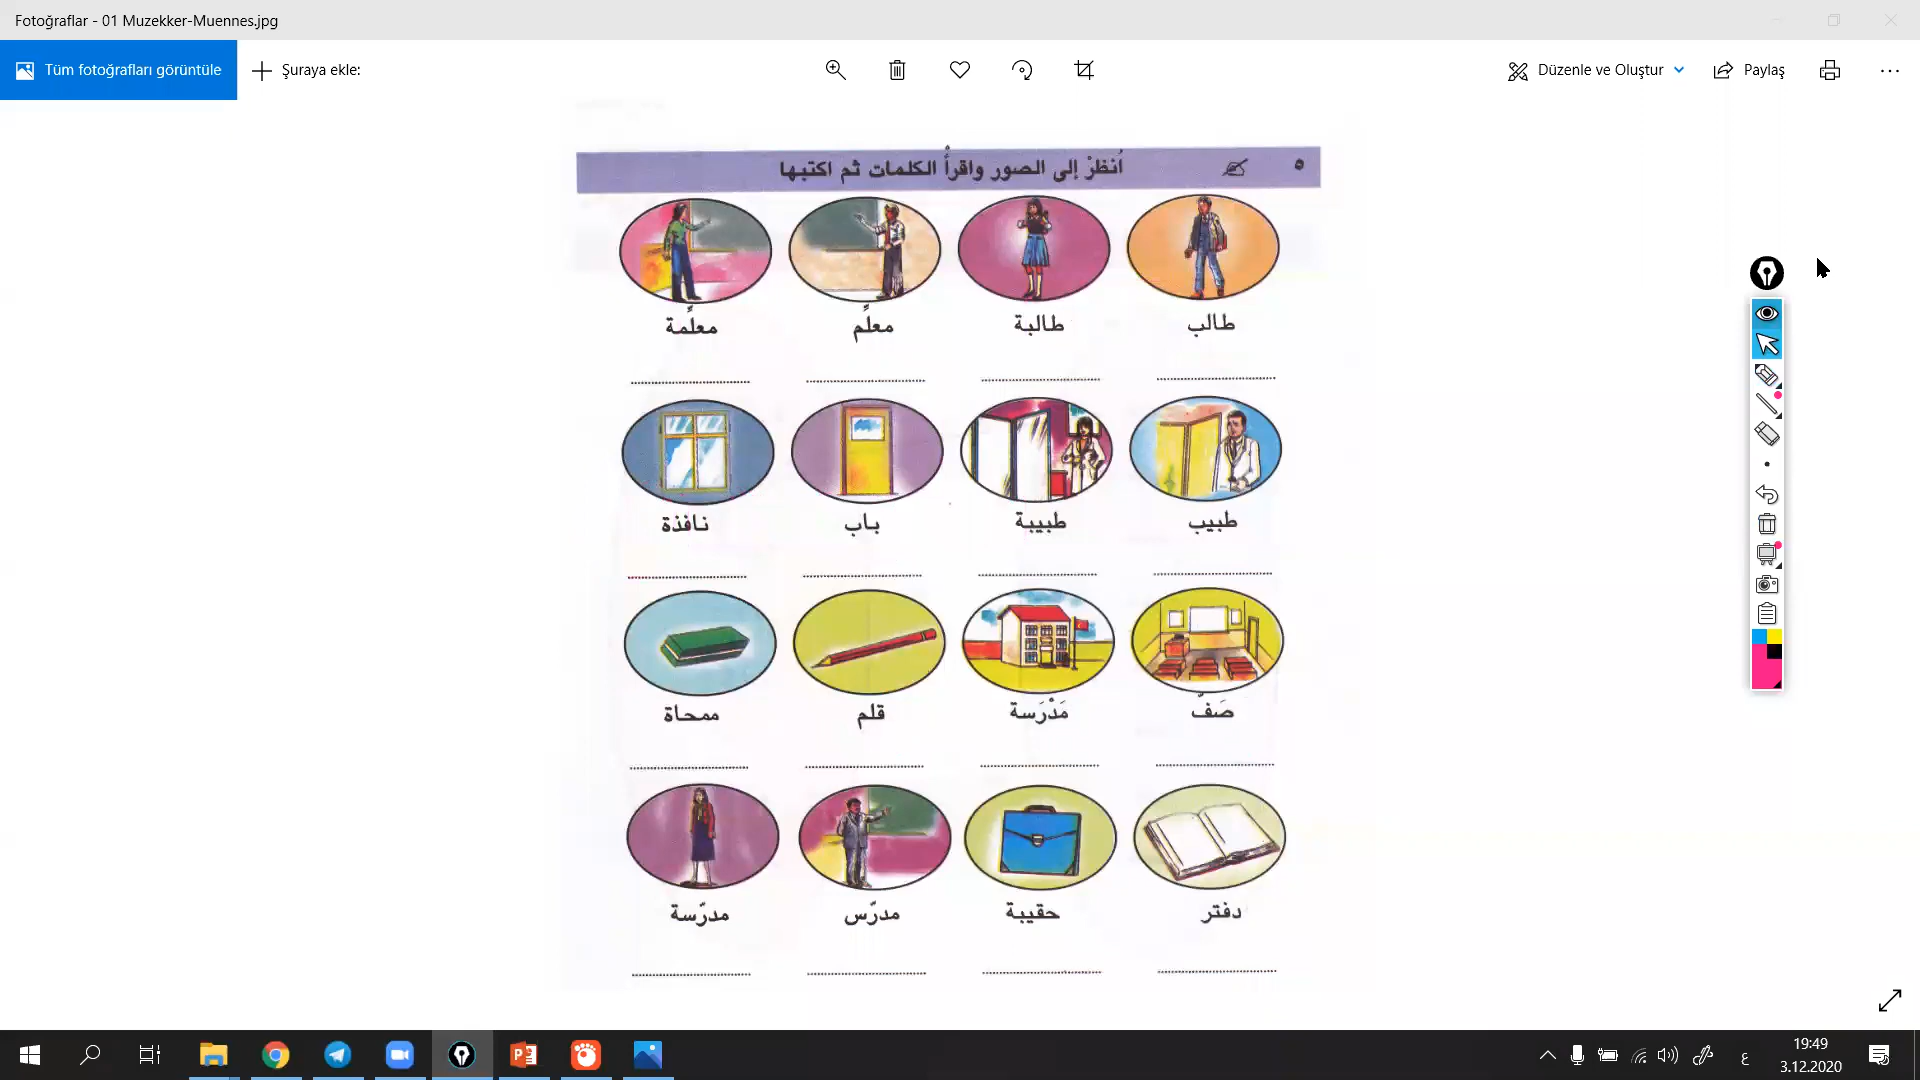 Fotoğraflar - 01 Muzekker-Muennes.jpg
Tüm fotoğrafları görüntüle
Şuraya ekle:
Düzenle ve Oluştur
Paylaş
٥ اُنظرْ إلى الصور واقرأْ الكلمات ثم اكتبها
طالب طالبة معلِّم معلِّمة
طبيب طبيبة باب نافذة
صَفّ مَدْرَسة قلم ممحاة
دفتر حقيبة مدرّس مدرّسة
ع
19:49
3.12.2020